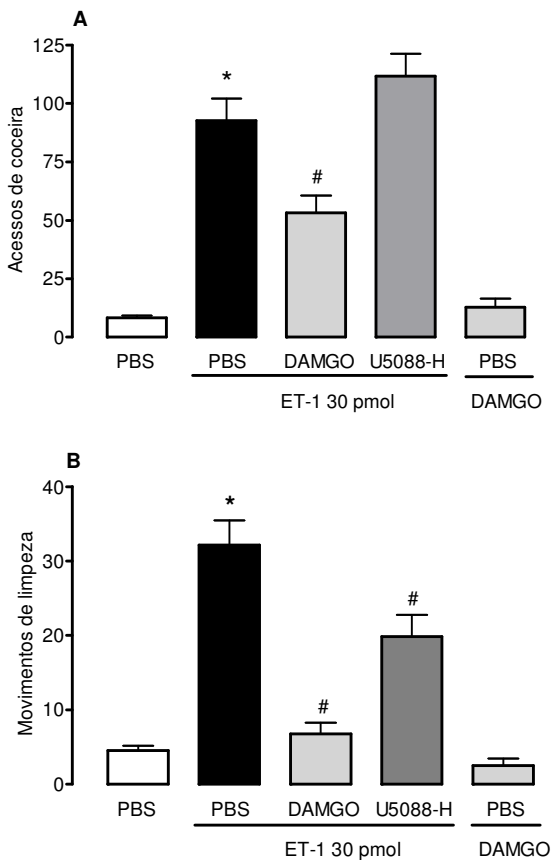 A
Acessos de coceira
125
100
75
50
25
0
*
#
PBS PBS DAMGO U5088-H PBS
ET-1 30 pmol DAMGO
B
Movimentos de limpeza
40
30
20
10
0
*
#
#
PBS PBS DAMGO U5088-H PBS
ET-1 30 pmol DAMGO